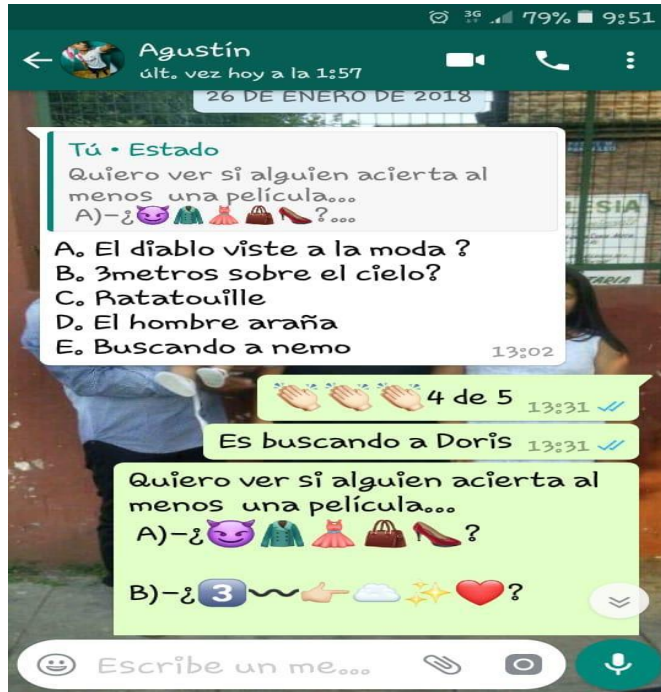 3G 79% 9:51
Agustín
últ. vez hoy a la 1:57
26 DE ENERO DE 2018
Tú • Estado
Quiero ver si alguien acierta al
menos una película...
A)-¿😈🧥👗👜👠?...
A. El diablo viste a la moda ?
B. 3metros sobre el cielo?
C. Ratatouille
D. El hombre araña
E. Buscando a nemo
13:02
👏👏👏4 de 5 13:31
Es buscando a Doris 13:31
Quiero ver si alguien acierta al
menos una película...
A)-¿😈🧥👗👜👠?
B)-¿3️⃣〰👉☁✨❤?
Escribe un me...
SIA
TARIA